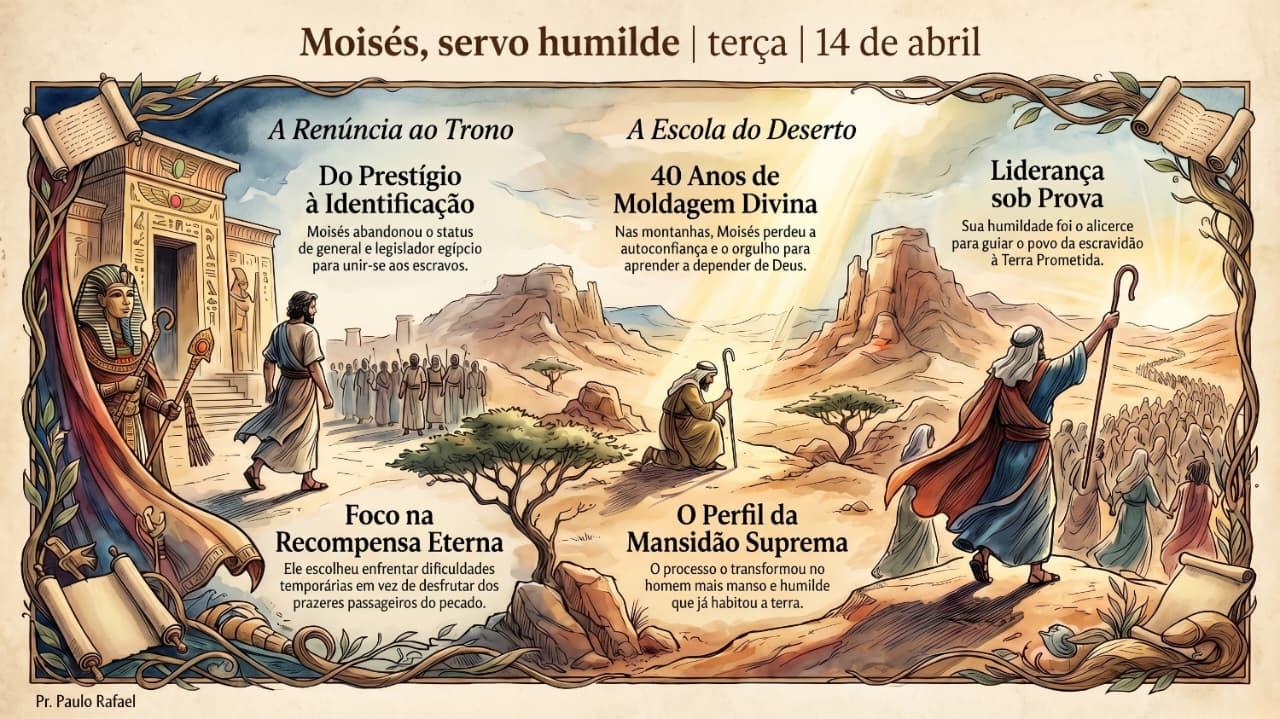 Moisés, servo humilde | terça | 14 de abril
A Renúncia ao Trono
Do Prestígio
à Identificação
Moisés abandonou o status
de general e legislador egípcio
para unir-se aos escravos.
Foco na
Recompensa Eterna
Ele escolheu enfrentar dificuldades
temporárias em vez de desfrutar dos
prazeres passageiros do pecado.
A Escola do Deserto
40 Anos de
Moldagem Divina
Nas montanhas, Moisés perdeu a
autoconfiança e o orgulho para
aprender a depender de Deus.
O Perfil da
Mansidão Suprema
O processo o transformou no
homem mais manso e humilde
que já habitou a terra.
Liderança
sob Prova
Sua humildade foi o alicerce
para guiar o povo da escravidão
à Terra Prometida.
Pr. Paulo Rafael